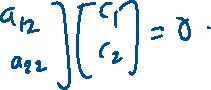 a12 ] [ c1 ] = 0 .
a22 ] [ c2 ]